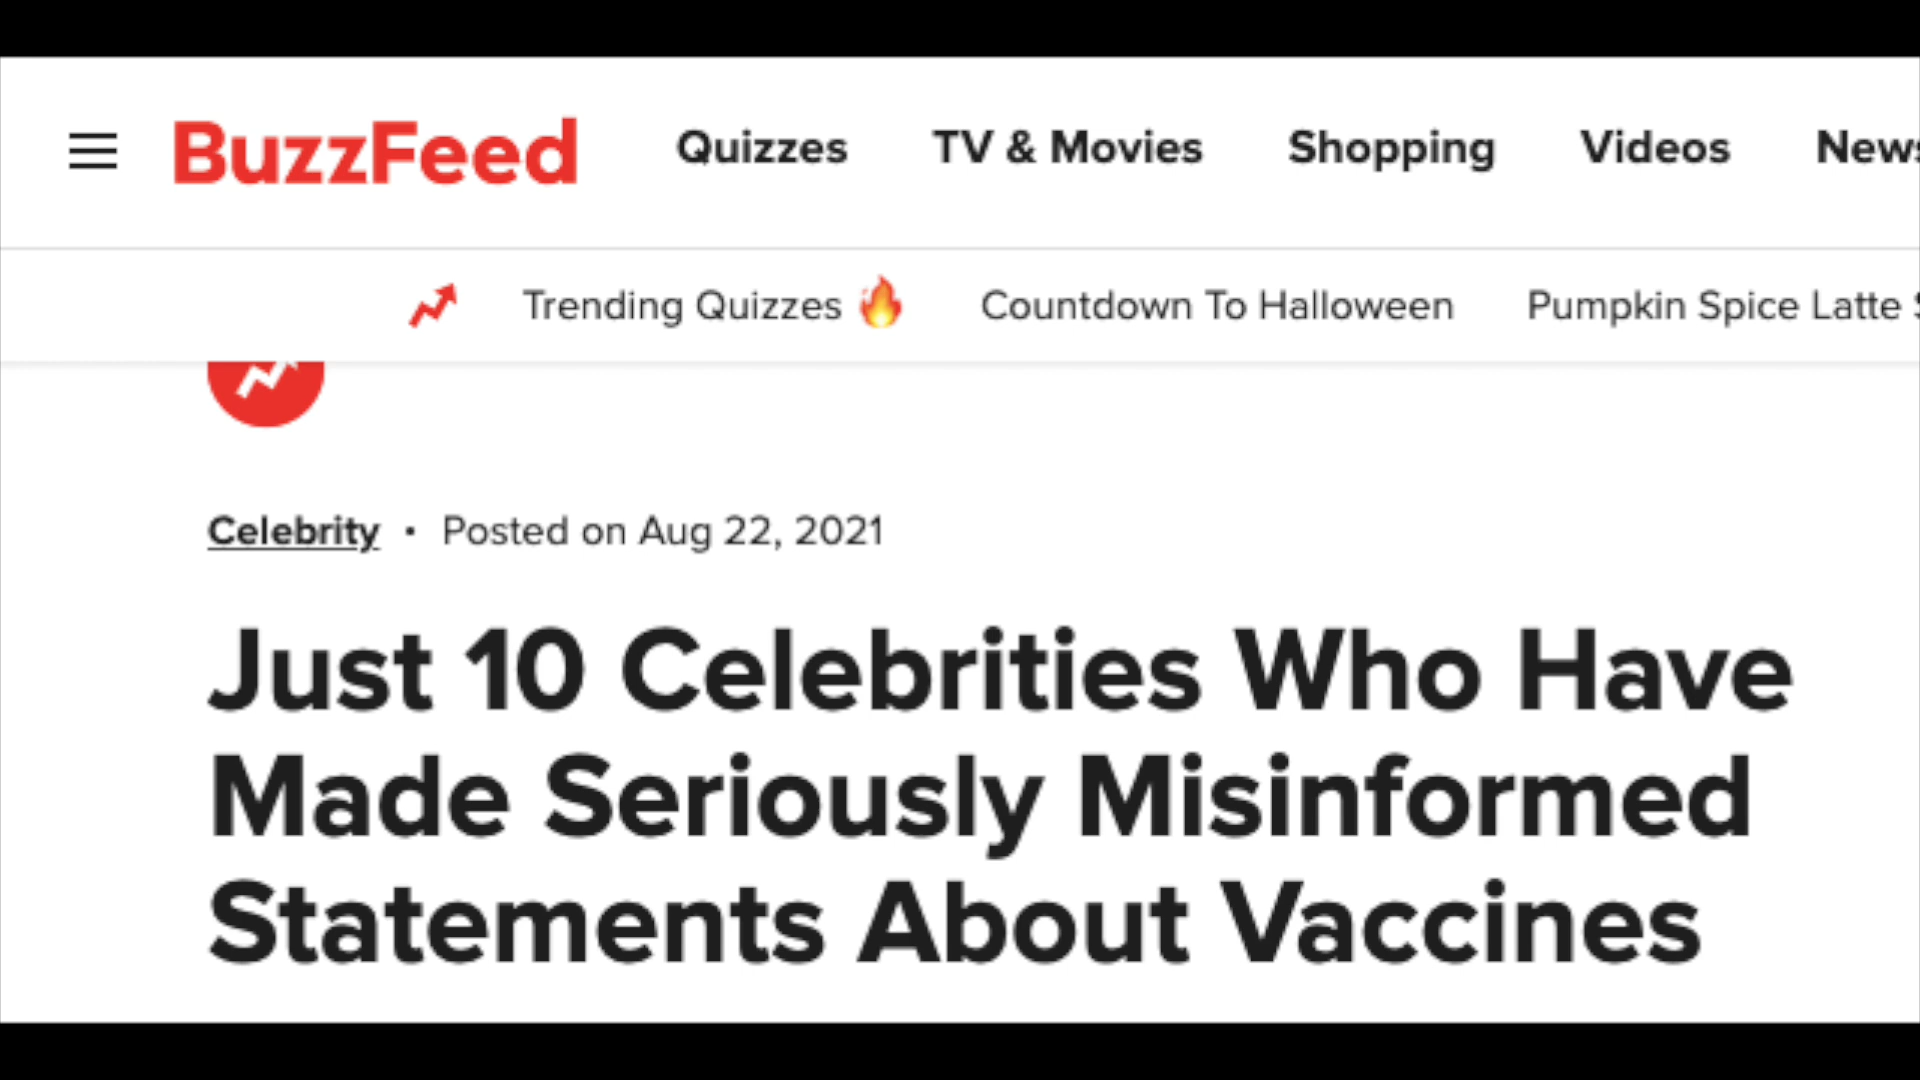 BuzzFeed Quizzes TV & Movies Shopping Videos
Trending Quizzes 🔥 Countdown To Halloween Pumpkin Spice Latte
Celebrity · Posted on Aug 22, 2021
Just 10 Celebrities Who Have
Made Seriously Misinformed
Statements About Vaccines